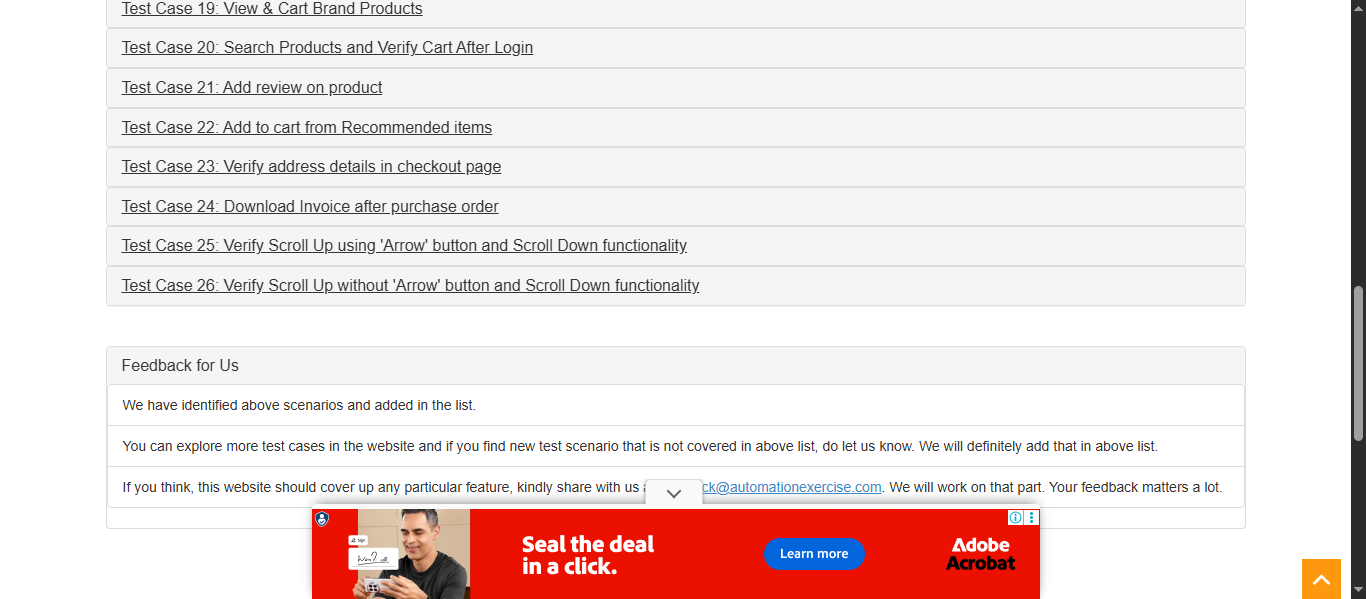 Test Case 19: View & Cart Brand Products
Test Case 20: Search Products and Verify Cart After Login
Test Case 21: Add review on product
Test Case 22: Add to cart from Recommended items
Test Case 23: Verify address details in checkout page
Test Case 24: Download Invoice after purchase order
Test Case 25: Verify Scroll Up using 'Arrow' button and Scroll Down functionality
Test Case 26: Verify Scroll Up without 'Arrow' button and Scroll Down functionality
Feedback for Us
We have identified above scenarios and added in the list.
You can explore more test cases in the website and if you find new test scenario that is not covered in above list, do let us know. We will definitely add that in above list.
If you think, this website should cover up any particular feature, kindly share with us ck@automationexercise.com. We will work on that part. Your feedback matters a lot.
Seal the deal
in a click.
Learn more
Adobe
Acrobat